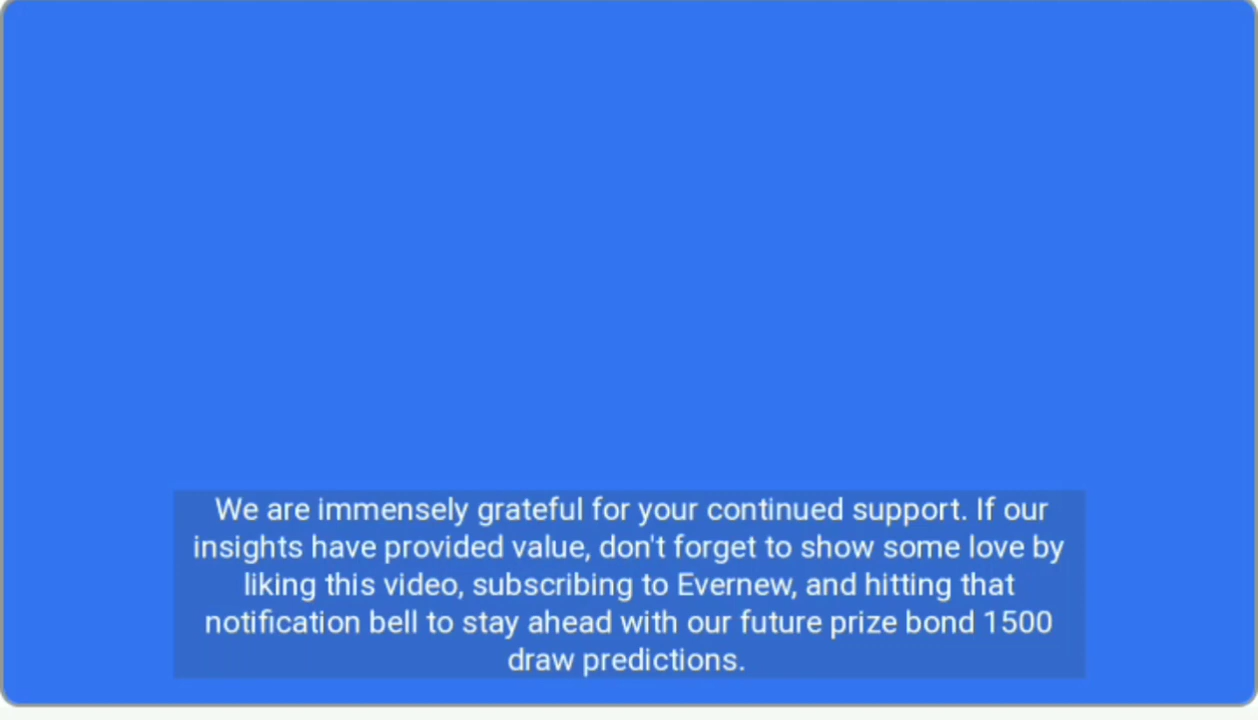 We are immensely grateful for your continued support. If our
insights have provided value, don't forget to show some love by
liking this video, subscribing to Evernew, and hitting that
notification bell to stay ahead with our future prize bond 1500
draw predictions.